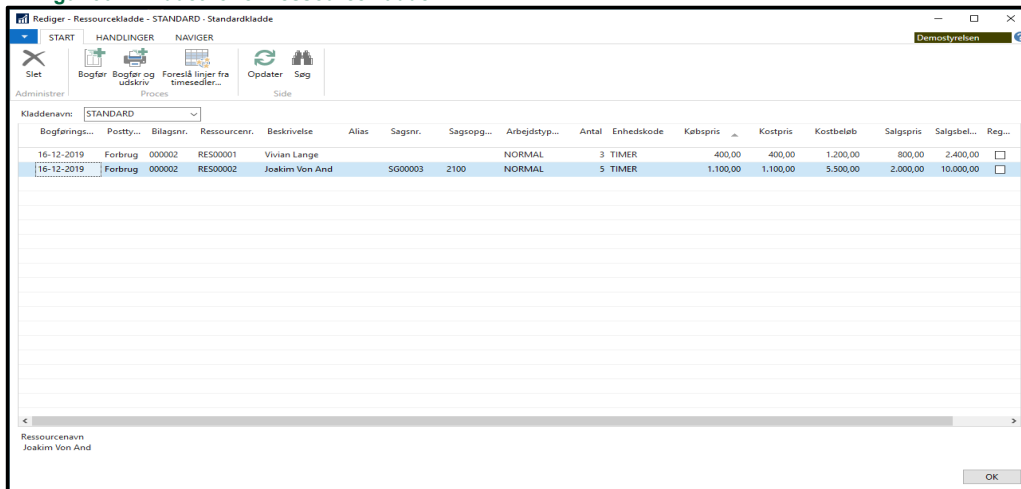 Rediger - Ressourcekladde - STANDARD - Standardkladde
START HANDLINGER NAVIGER
Demostyrelsen
Slet Bogfør Bogfør og udskriv Foreslå linjer fra timesedler... Opdater Søg
Administrer Proces Side
Kladdenavn: STANDARD
Bogførings... Postty... Bilagsnr. Ressourcenr. Beskrivelse Alias Sagsnr. Sagsopg... Arbejdstyp... Antal Enhedskode Købspris Kostpris Kostbeløb Salgspris Salgsbel... Reg...
16-12-2019 Forbrug 000002 RES00001 Vivian Lange NORMAL 3 TIMER 400,00 400,00 1.200,00 800,00 2.400,00
16-12-2019 Forbrug 000002 RES00002 Joakim Von And SG00003 2100 NORMAL 5 TIMER 1.100,00 1.100,00 5.500,00 2.000,00 10.000,00
Ressourcenavn
Joakim Von And
OK